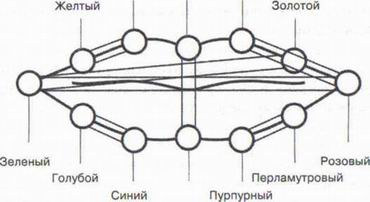 Желтый Золотой
Зеленый Розовый
Голубой Перламутровый
Синий Пурпурный